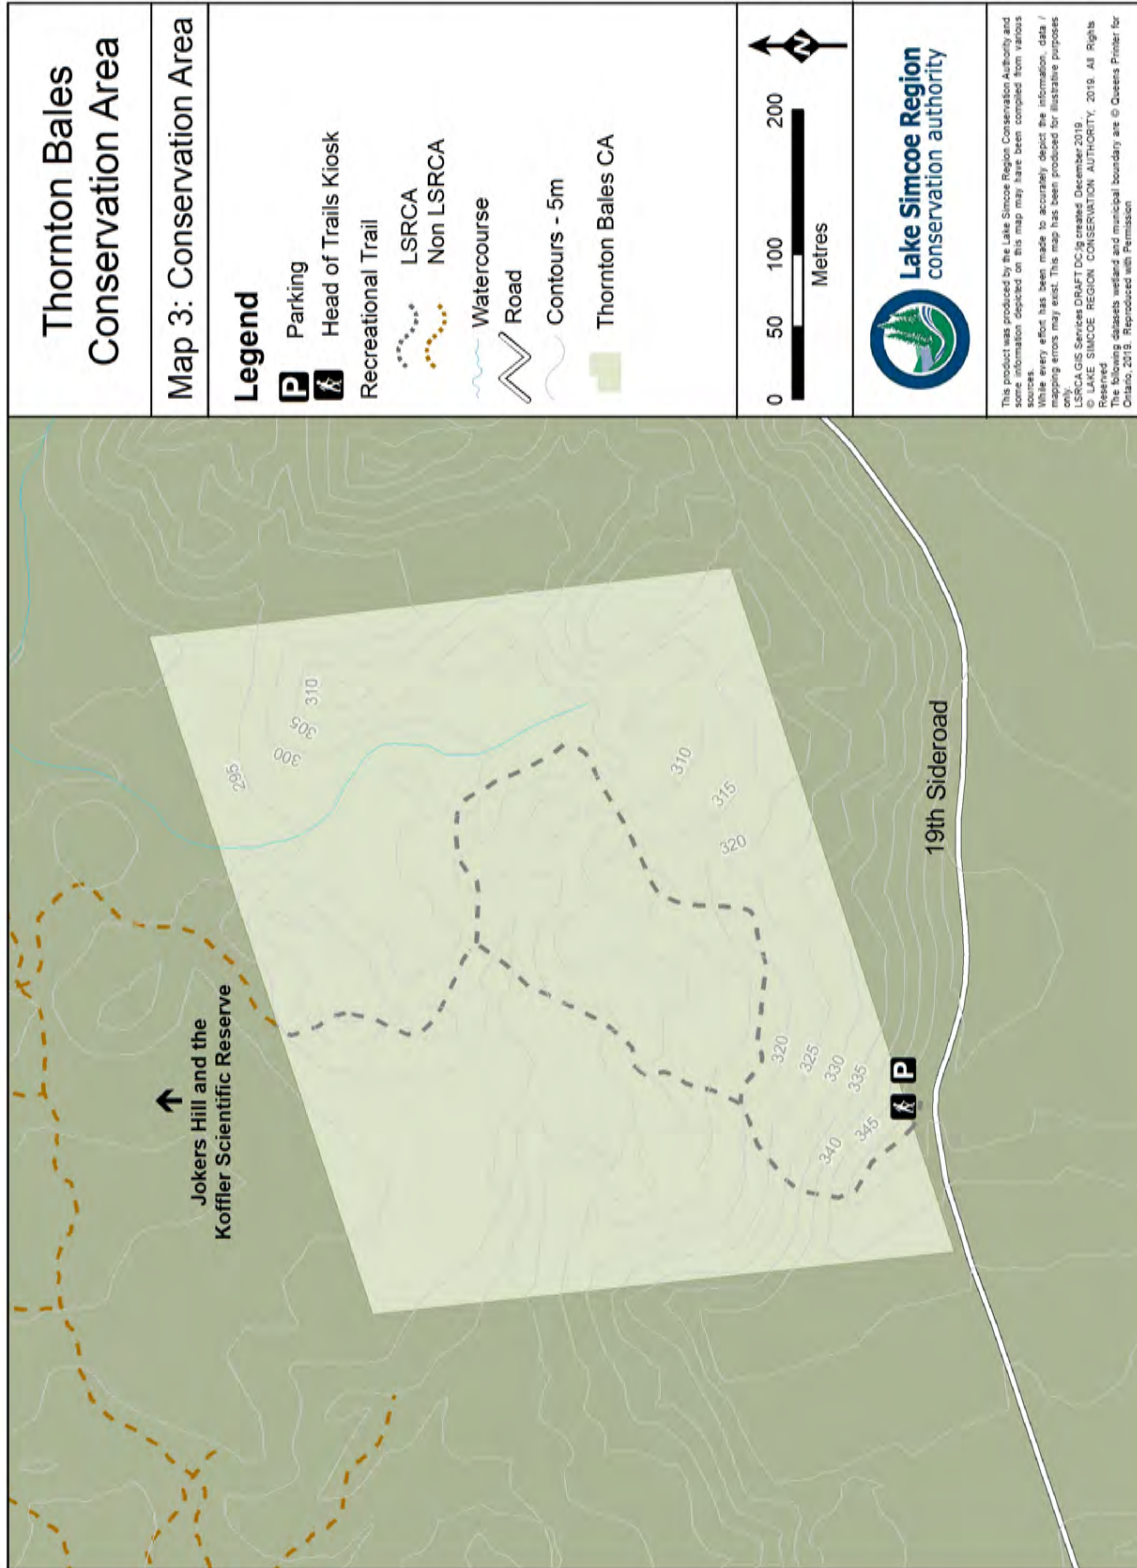 Thornton Bales
Conservation Area
Map 3: Conservation Area
Legend
P Parking
Head of Trails Kiosk
Recreational Trail
LSRCA
Non LSRCA
Watercourse
Road
Contours - 5m
Thornton Bales CA
N
0 50 100 200
Metres
Lake Simcoe Region
conservation authority
This product was produced by the Lake Simcoe Region Conservation Authority and
some information depicted on this map may have been compiled from various
sources.
While every effort has been made to accurately depict the information, data /
mapping errors may exist. This map has been produced for illustrative purposes
only.
LSRCA GIS Services DRAFT DC/jg created December 2019
© LAKE SIMCOE REGION CONSERVATION AUTHORITY, 2019. All Rights
Reserved
The following datasets wetland and municipal boundary are © Queens Printer for
Ontario, 2019. Reproduced with Permission
Jokers Hill and the
Koffler Scientific Reserve
295
300
305
310
310
315
320
320
325
330
335
340
345
P
19th Sideroad